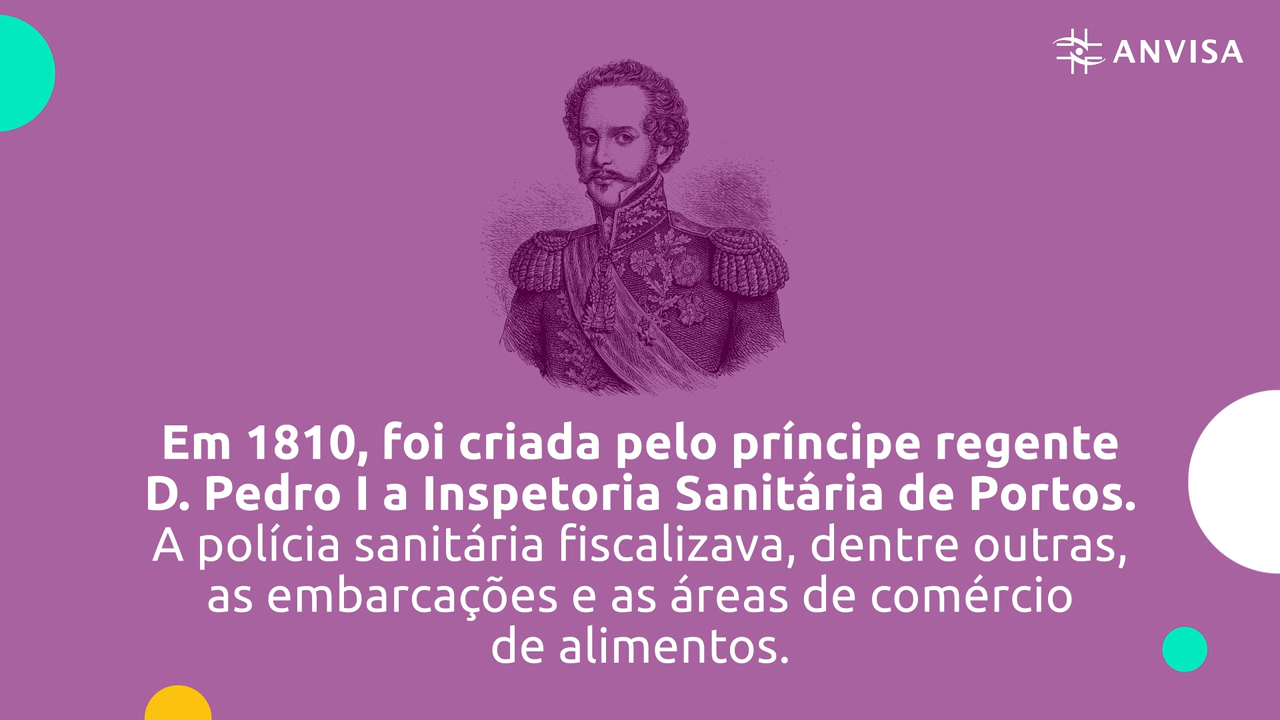 ANVISA
Em 1810, foi criada pelo príncipe regente
D. Pedro I a Inspetoria Sanitária de Portos.
A polícia sanitária fiscalizava, dentre outras,
as embarcações e as áreas de comércio
de alimentos.